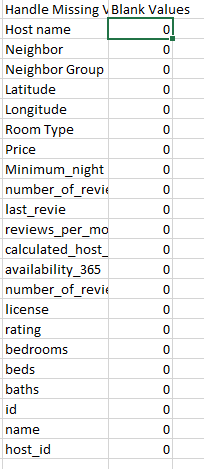 Handle Missing V Blank Values
Host name 0
Neighbor 0
Neighbor Group 0
Latitude 0
Longitude 0
Room Type 0
Price 0
Minimum_night 0
number_of_revie 0
last_revie 0
reviews_per_mo 0
calculated_host_ 0
availability_365 0
number_of_revie 0
license 0
rating 0
bedrooms 0
beds 0
baths 0
id 0
name 0
host_id 0